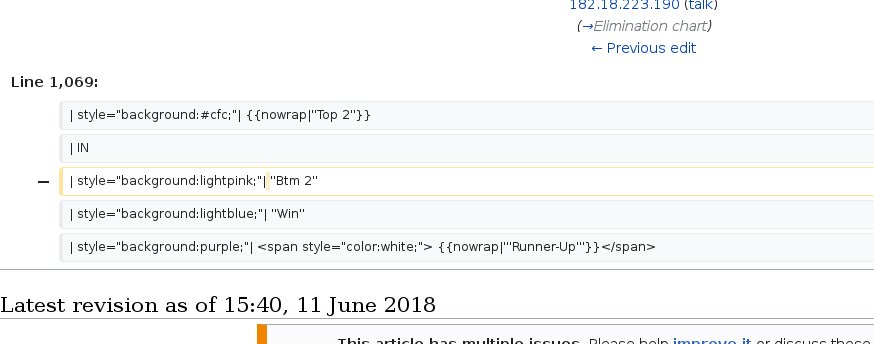 182.18.223.190 (talk)
(→Elimination chart)
← Previous edit
Line 1,069:
| style="background:#cfc;"| {{nowrap|''Top 2''}}
| IN
− | style="background:lightpink;"| ''Btm 2''
| style="background:lightblue;"| ''Win''
| style="background:purple;"| <span style="color:white;"> {{nowrap|'''Runner-Up'''}}</span>
Latest revision as of 15:40, 11 June 2018
This article has multiple issues. Please help improve it or discuss these